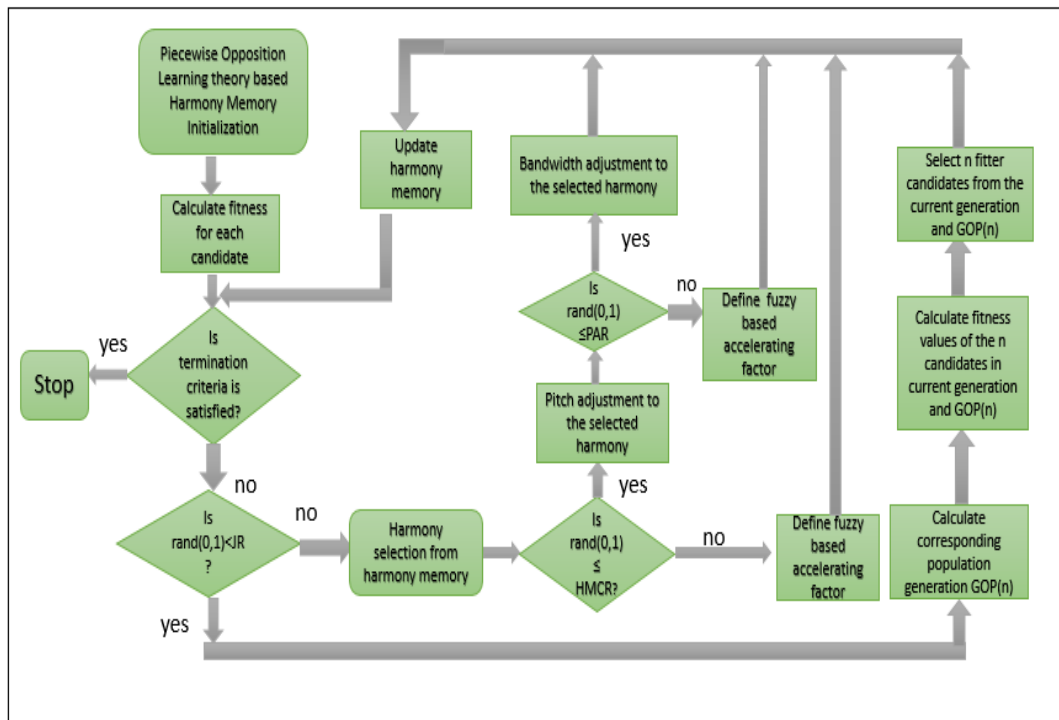 Piecewise Opposition
Learning theory based
Harmony Memory
Initialization
Calculate fitness
for each
candidate
Update
harmony
memory
Is
termination
criteria is
satisfied?
yes
Stop
no
Is
rand(0,1)<JR
?
no
yes
Harmony
selection from
harmony memory
Is
rand(0,1)
≤
HMCR?
yes
no
Pitch adjustment to
the selected
harmony
Is
rand(0,1)
≤PAR
yes
no
Bandwidth adjustment to
the selected harmony
Define fuzzy
based
accelerating
factor
Define fuzzy
based
accelerating
factor
Select n fitter
candidates from the
current generation
and GOP(n)
Calculate fitness
values of the n
candidates in
current generation
and GOP(n)
Calculate
corresponding
population
generation GOP(n)